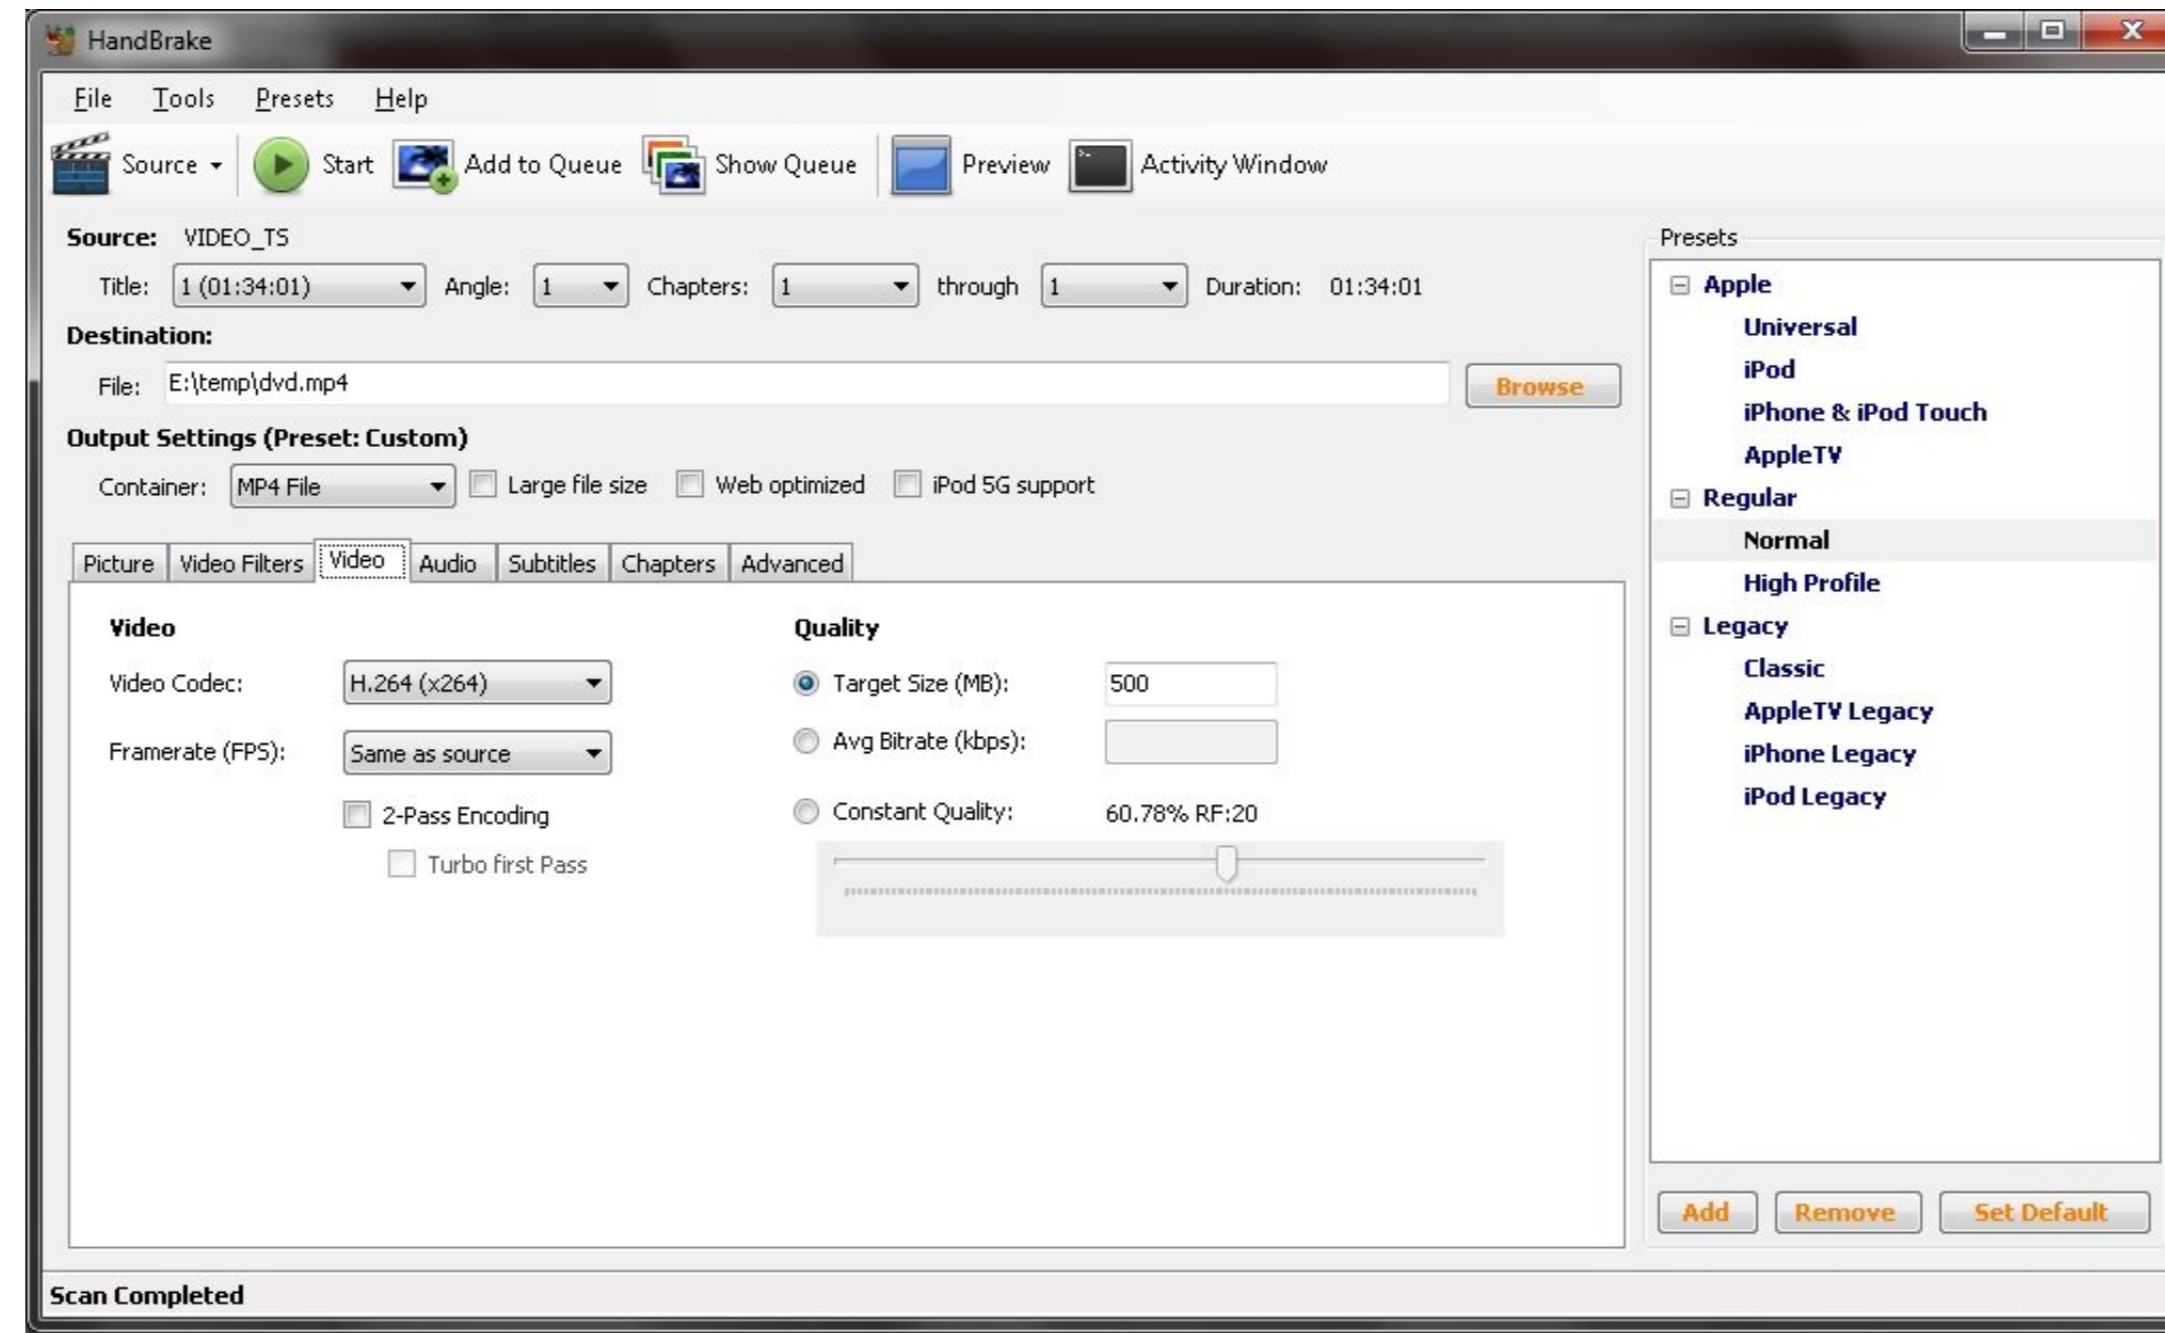 HandBrake
File Tools Presets Help
Source Start Add to Queue Show Queue Preview Activity Window
Source: VIDEO_TS
Title: 1 (01:34:01) Angle: 1 Chapters: 1 through 1 Duration: 01:34:01
Destination:
File: E:\temp\dvd.mp4 Browse
Output Settings (Preset: Custom)
Container: MP4 File Large file size Web optimized iPod 5G support
Picture Video Filters Video Audio Subtitles Chapters Advanced
Video
Video Codec: H.264 (x264)
Framerate (FPS): Same as source
2-Pass Encoding
Turbo first Pass
Quality
Target Size (MB): 500
Avg Bitrate (kbps):
Constant Quality: 60.78% RF:20
Presets
Apple
Universal
iPod
iPhone & iPod Touch
AppleTV
Regular
Normal
High Profile
Legacy
Classic
AppleTV Legacy
iPhone Legacy
iPod Legacy
Add Remove Set Default
Scan Completed